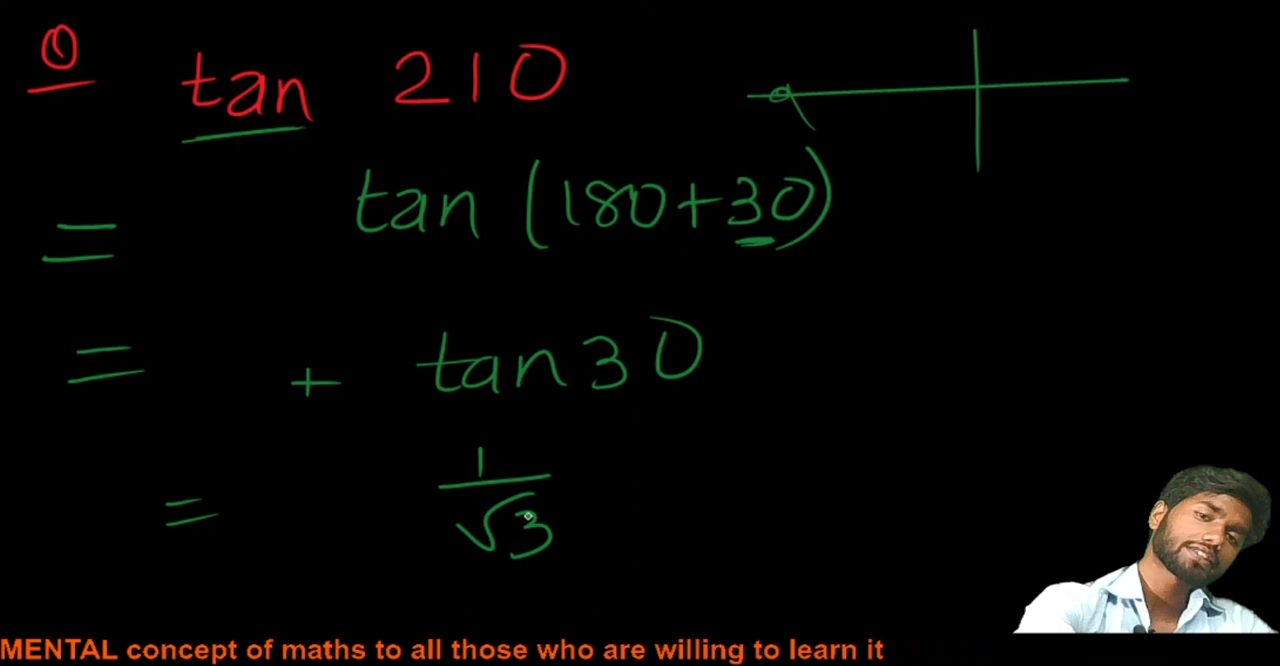 ① tan 210
= tan (180+30)
= + tan 30
= 1/√3
MENTAL concept of maths to all those who are willing to learn it